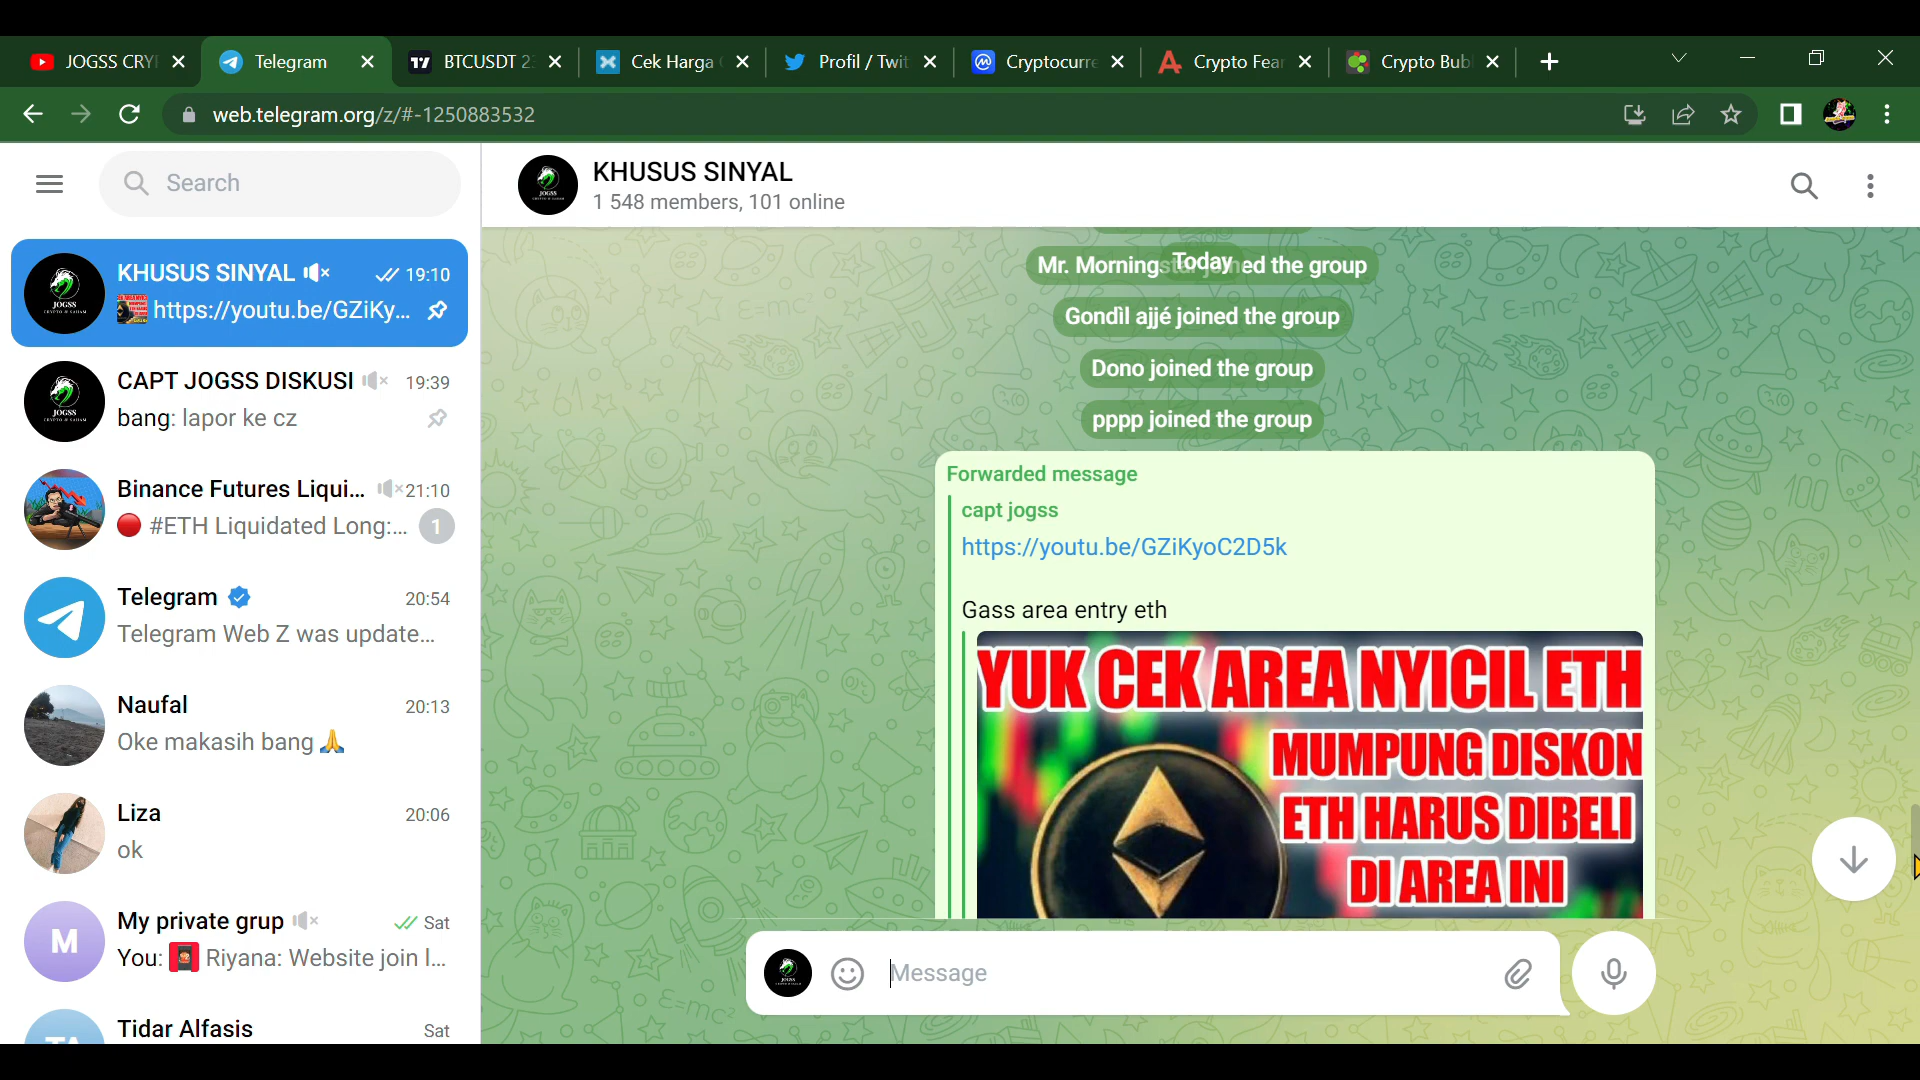 JOGSS CRY
Telegram
BTCUSDT
Cek Harga
Profil / Twit
Cryptocurre
Crypto Fear
Crypto Bub
web.telegram.org/z/#-1250883532
Search
KHUSUS SINYAL
19:10
https://youtu.be/GZiKy...
CAPT JOGSS DISKUSI
19:39
bang: lapor ke cz
Binance Futures Liqui...
21:10
#ETH Liquidated Long:...
1
Telegram
20:54
Telegram Web Z was update...
Naufal
20:13
Oke makasih bang
Liza
20:06
ok
M
My private grup
Sat
You: Riyana: Website join l...
Tidar Alfasis
Sat
KHUSUS SINYAL
1 548 members, 101 online
Today
joined the group
Gondìl ajjé joined the group
Dono joined the group
pppp joined the group
Forwarded message
capt jogss
https://youtu.be/GZiKyoC2D5k
Gass area entry eth
YUK CEK AREA NYICIL ETH
MUMPUNG DISKON
ETH HARUS DIBELI
DI AREA INI
Message